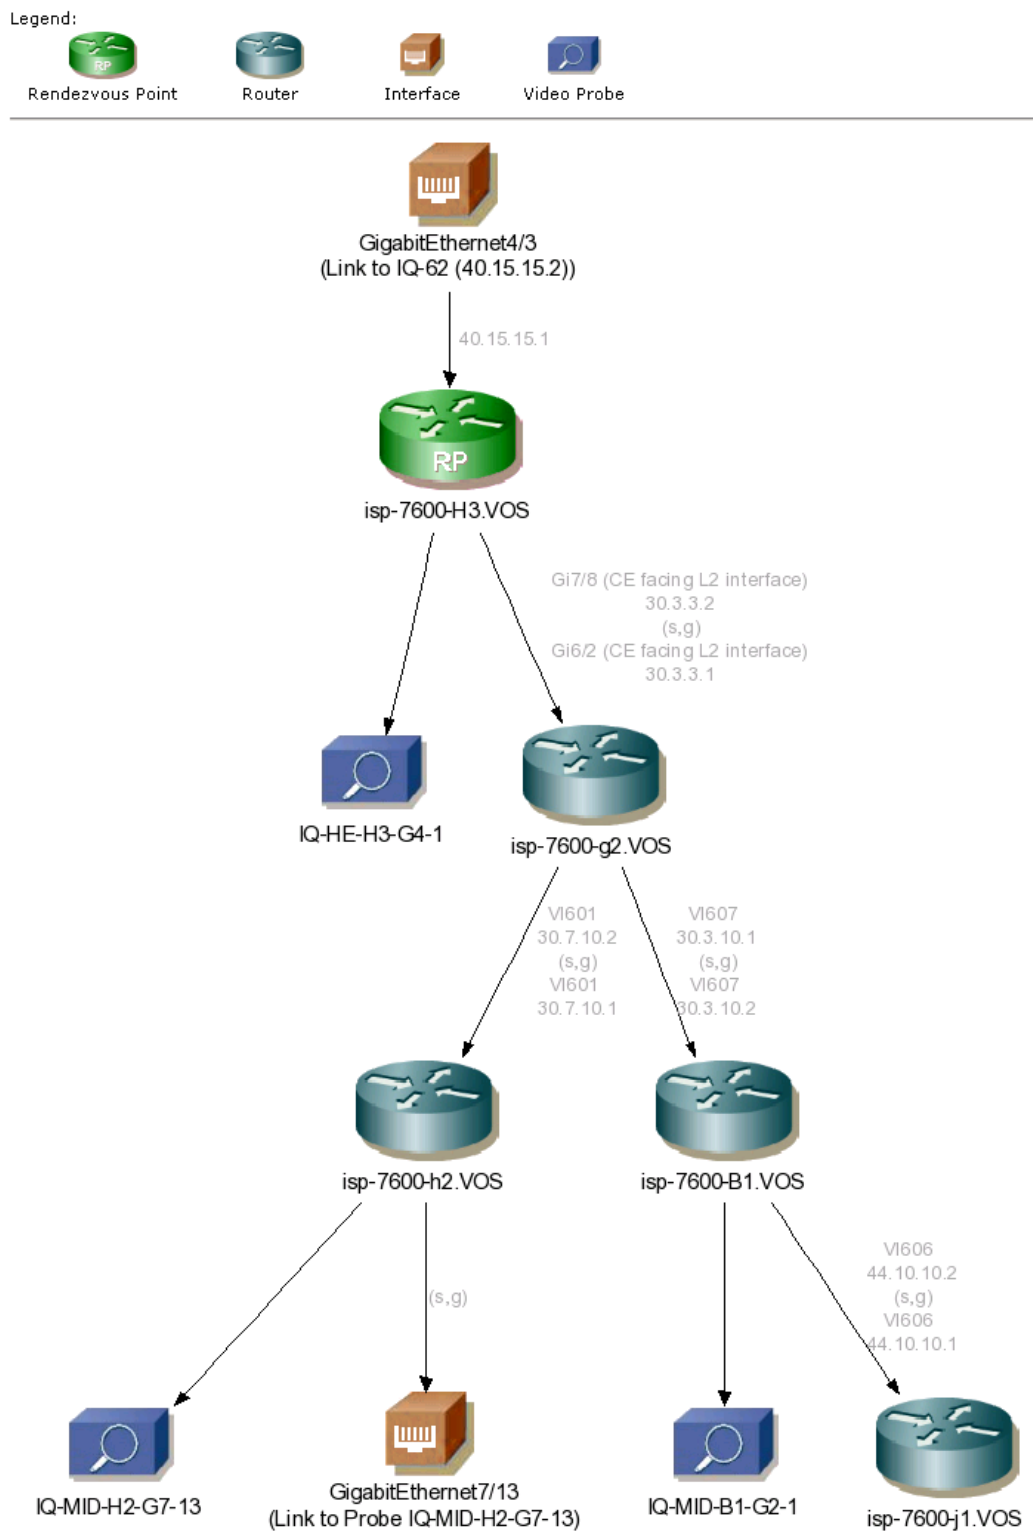 Legend:
RP
Rendezvous Point
Router
Interface
Video Probe
GigabitEthernet4/3
(Link to IQ-62 (40.15.15.2))
40.15.15.1
RP
isp-7600-H3.VOS
Gi7/8 (CE facing L2 interface)
30.3.3.2
(s,g)
Gi6/2 (CE facing L2 interface)
30.3.3.1
IQ-HE-H3-G4-1
isp-7600-g2.VOS
Vl601
30.7.10.2
(s,g)
Vl601
30.7.10.1
Vl607
30.3.10.1
(s,g)
Vl607
30.3.10.2
isp-7600-h2.VOS
isp-7600-B1.VOS
(s,g)
Vl606
44.10.10.2
(s,g)
Vl606
44.10.10.1
IQ-MID-H2-G7-13
GigabitEthernet7/13
(Link to Probe IQ-MID-H2-G7-13)
IQ-MID-B1-G2-1
isp-7600-j1.VOS